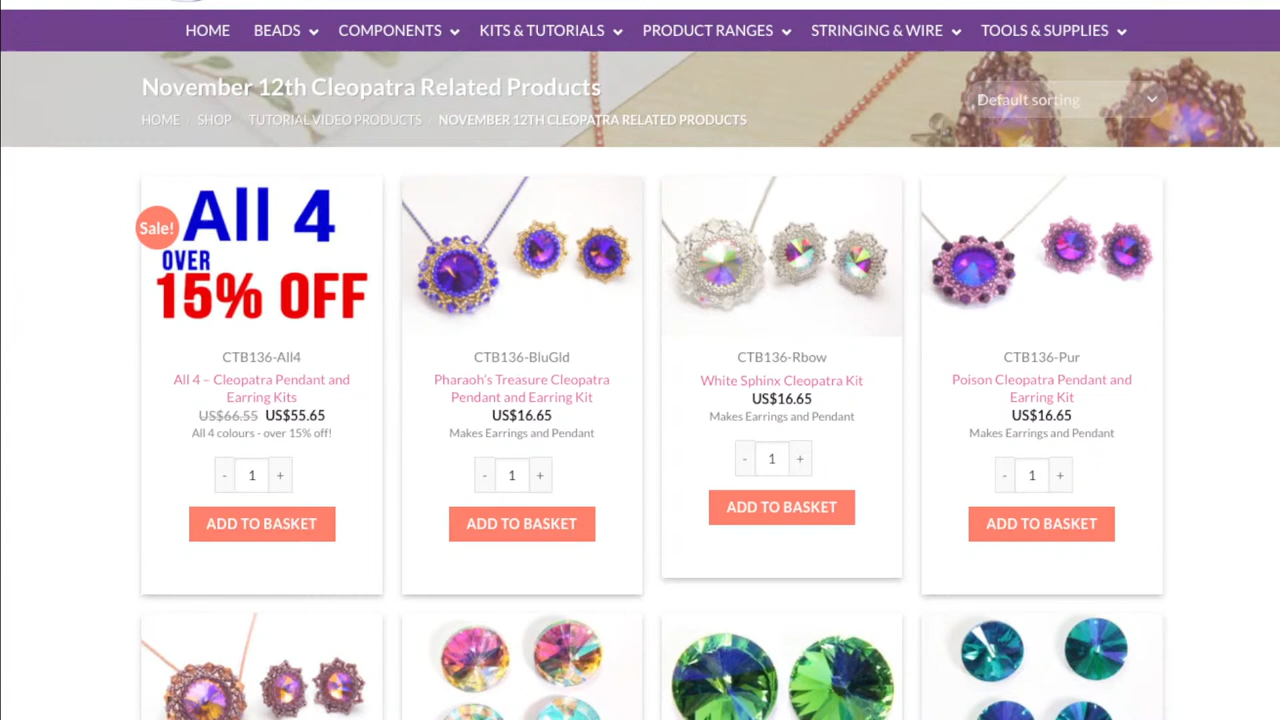 HOME BEADS COMPONENTS KITS & TUTORIALS PRODUCT RANGES STRINGING & WIRE TOOLS & SUPPLIES
November 12th Cleopatra Related Products
Default sorting
HOME / SHOP / TUTORIAL VIDEO PRODUCTS / NOVEMBER 12TH CLEOPATRA RELATED PRODUCTS
Sale!
All 4
OVER
15% OFF
CTB136-All4
All 4 – Cleopatra Pendant and
Earring Kits
US$66.55 US$55.65
All 4 colours - over 15% off!
- 1 +
ADD TO BASKET
CTB136-BluGld
Pharaoh's Treasure Cleopatra
Pendant and Earring Kit
US$16.65
Makes Earrings and Pendant
- 1 +
ADD TO BASKET
CTB136-Rbow
White Sphinx Cleopatra Kit
US$16.65
Makes Earrings and Pendant
- 1 +
ADD TO BASKET
CTB136-Pur
Poison Cleopatra Pendant and
Earring Kit
US$16.65
Makes Earrings and Pendant
- 1 +
ADD TO BASKET